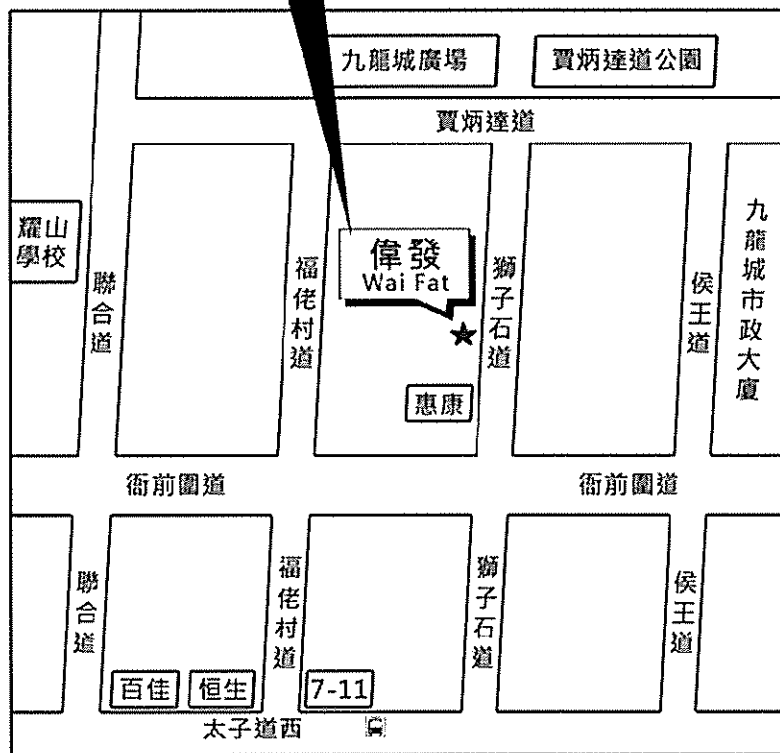 九龍城廣場
賈炳達道公園
賈炳達道
耀山
學校
聯合道
福佬村道
偉發
Wai Fat
獅子石道
侯王道
九龍城市政大廈
惠康
衙前圍道
衙前圍道
聯合道
福佬村道
獅子石道
侯王道
百佳
恒生
7-11
太子道西